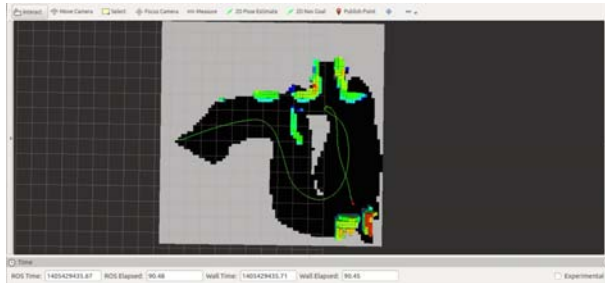 Interact Move Camera Select Focus Camera Measure 2D Pose Estimate 2D Nav Goal Publish Point
Time
ROS Time: 1405429435.67 ROS Elapsed: 90.48 Wall Time: 1405429435.71 Wall Elapsed: 90.45 Experimental